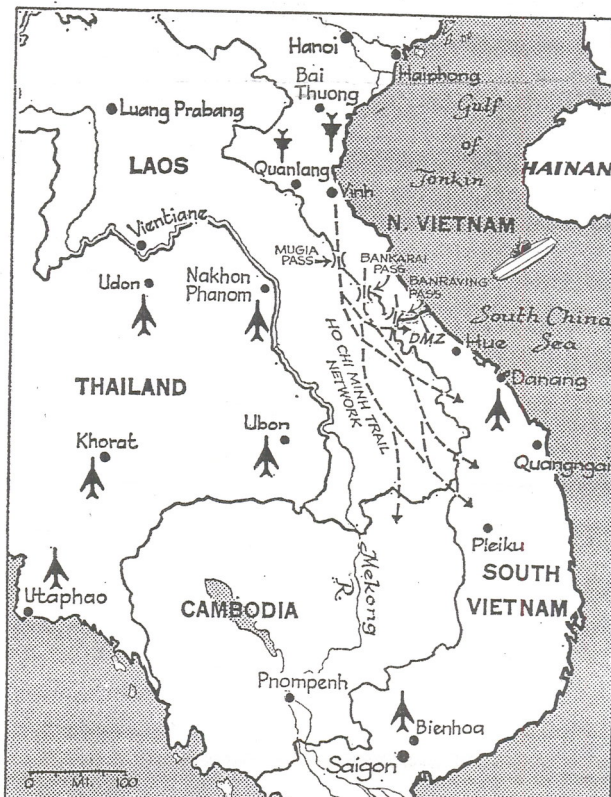 Hanoi
Haiphong
Bai
Thuong
Luang Prabang
Gulf
of
Tonkin
LAOS
HAINAN
Quanlang
Vinh
N. VIETNAM
Vientiane
MUGIA
PASS
BANKARAI
PASS
BANRAVING
PASS
Udon
Nakhon
Phanom
South China
Sea
DMZ
Hue
HO CHI MINH TRAIL
NETWORK
Danang
THAILAND
Ubon
Khorat
Quangngai
Pleiku
Mekong
R.
SOUTH
VIETNAM
Utaphao
CAMBODIA
Pnompenh
Bienhoa
Saigon
0 MI 100